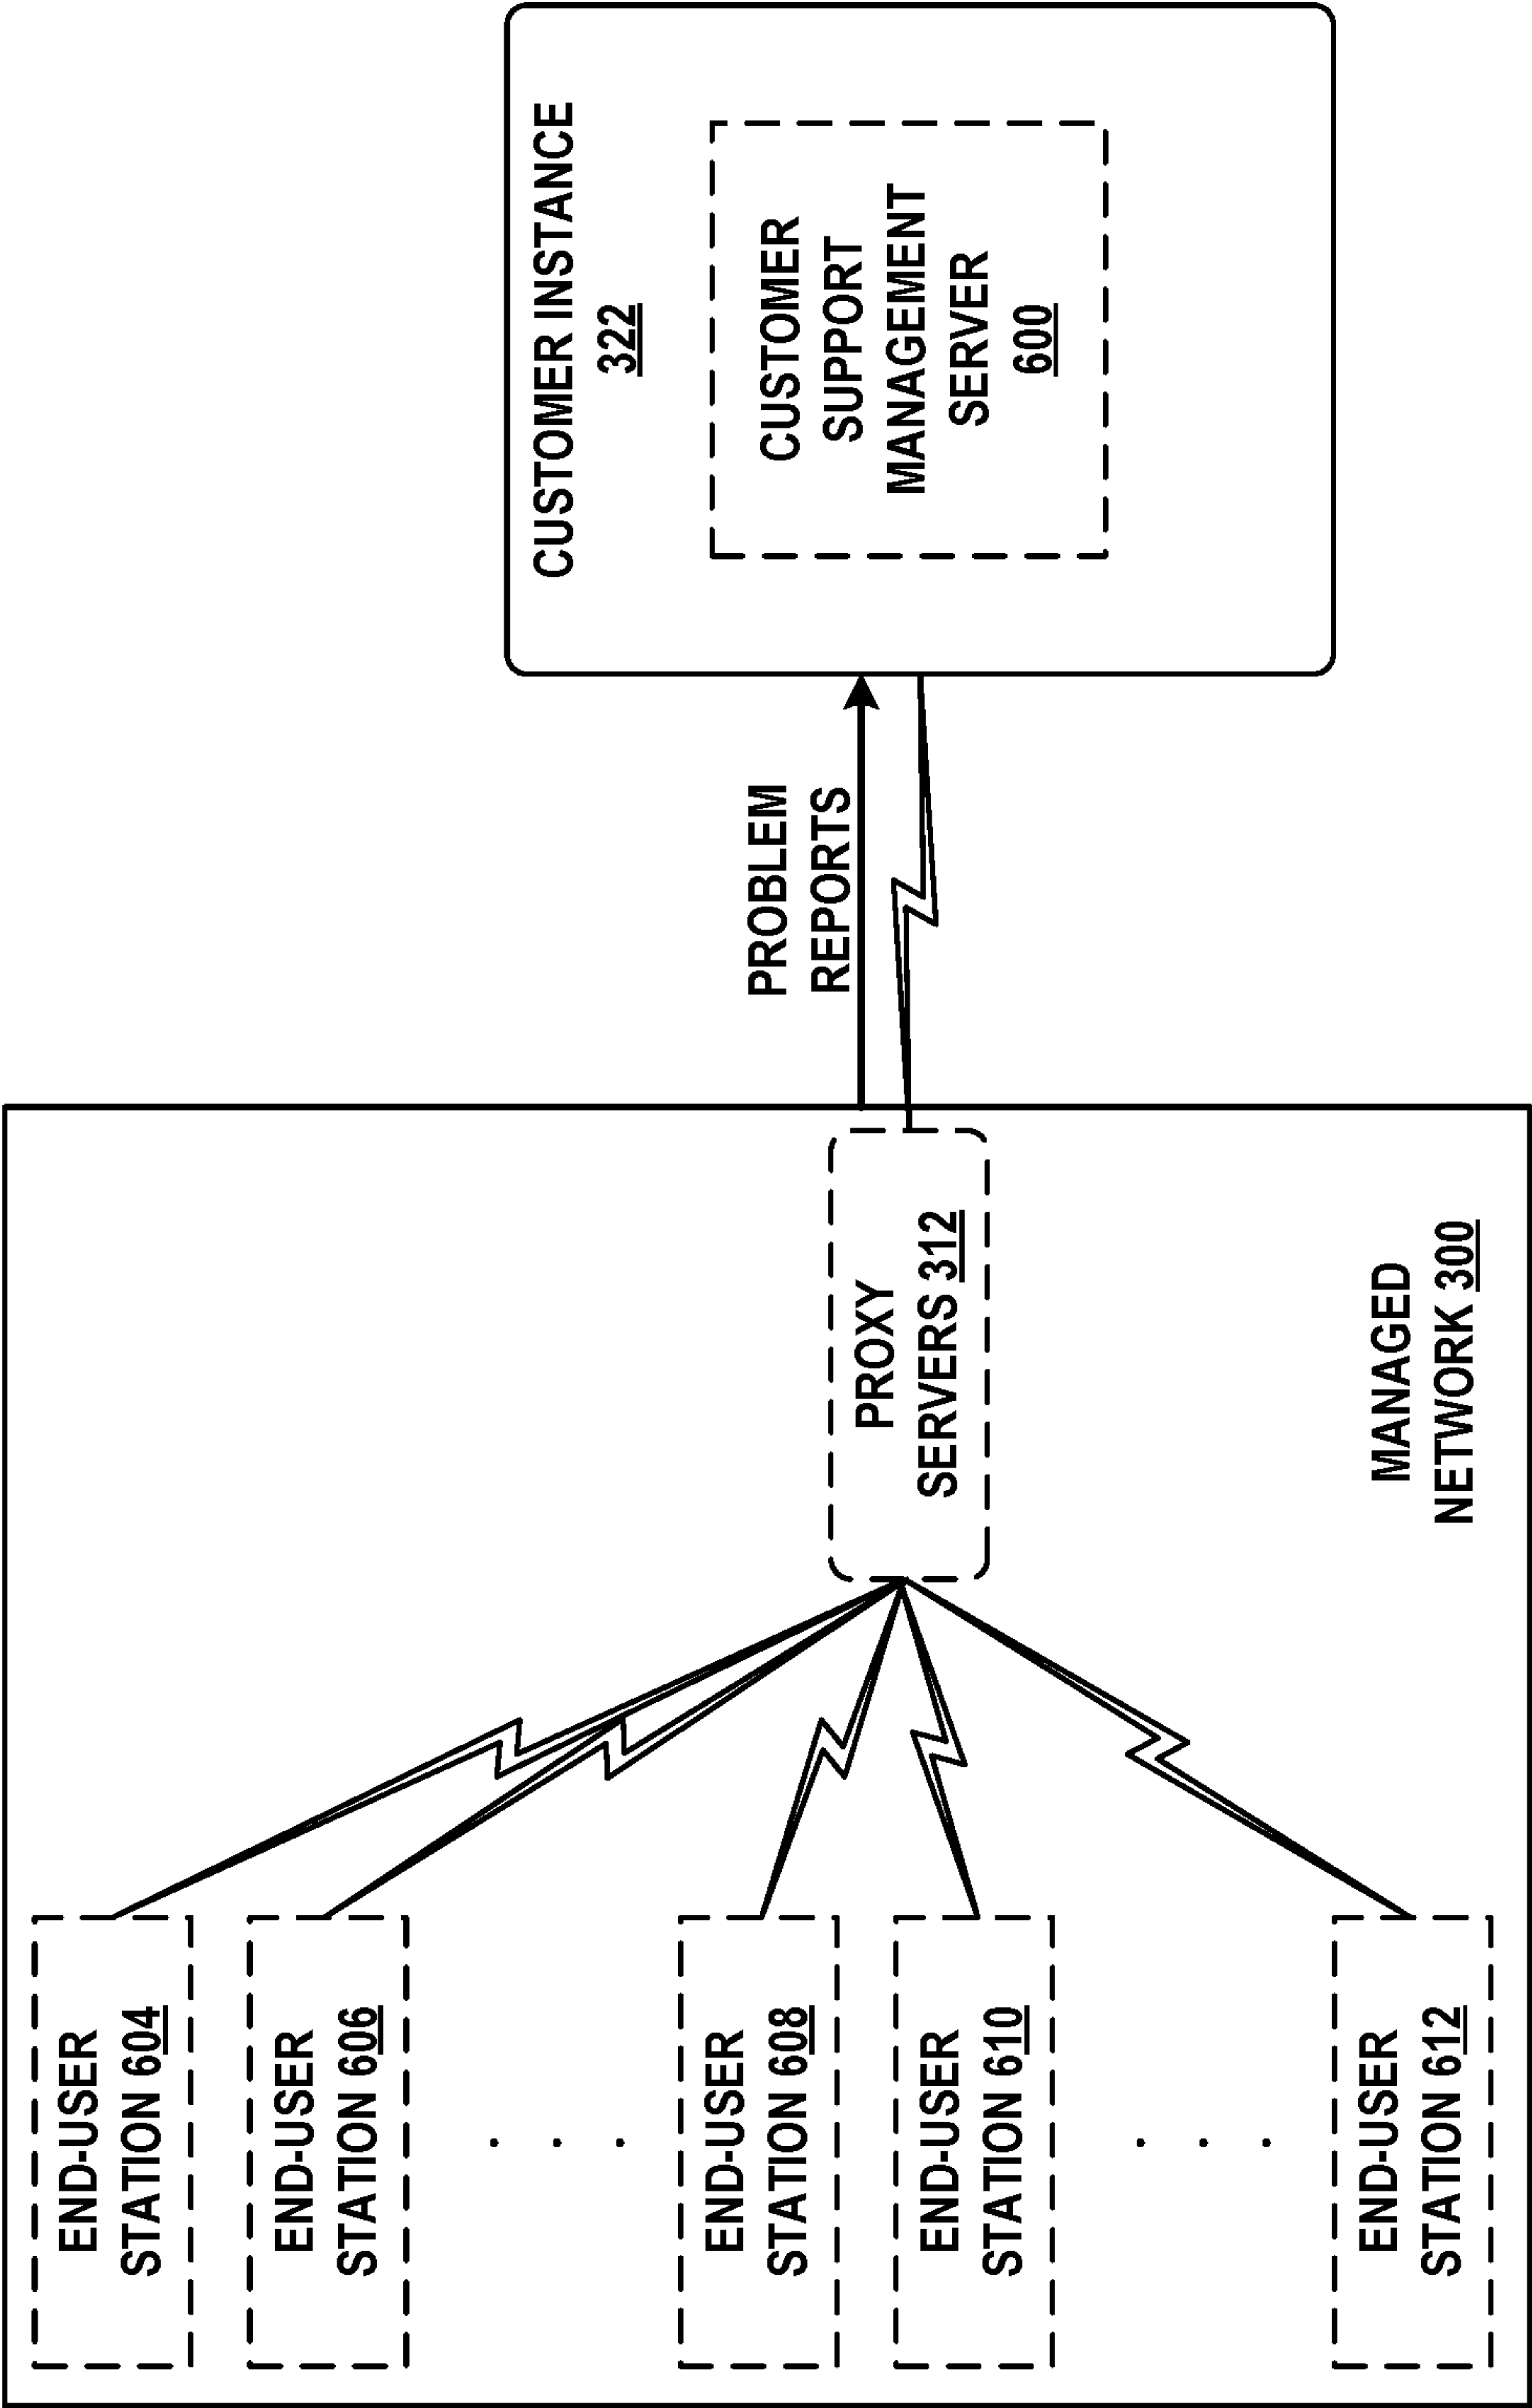 END-USER
STATION 604
END-USER
STATION 606
. . .
END-USER
STATION 608
END-USER
STATION 610
. . .
END-USER
STATION 612
PROXY
SERVERS 312
MANAGED
NETWORK 300
PROBLEM
REPORTS
CUSTOMER INSTANCE
322
CUSTOMER
SUPPORT
MANAGEMENT
SERVER
600